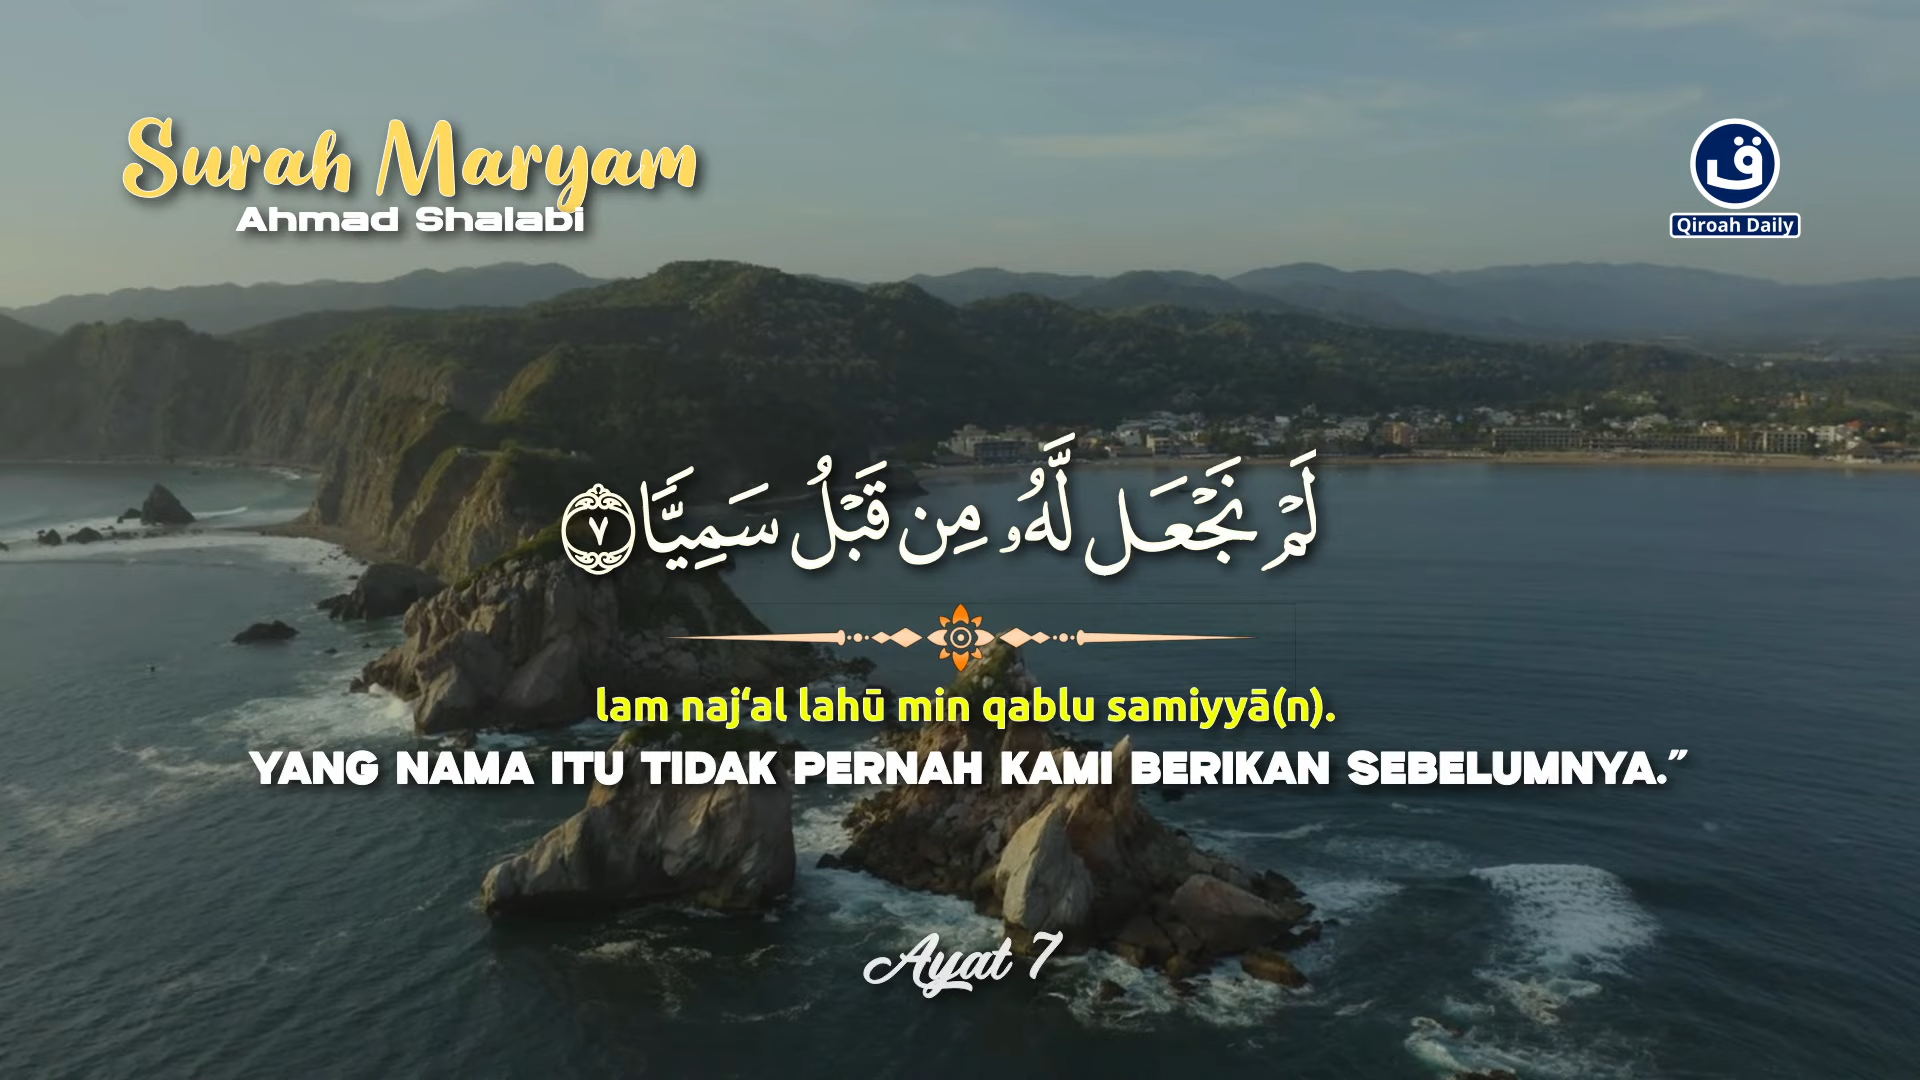 Surah Maryam
Ahmad Shalabi
ق
Qiroah Daily
لَمْ نَجْعَل لَّهُۥ مِن قَبْلُ سَمِيًّا ٧
lam naj‘al lahū min qablu samiyyā(n).
YANG NAMA ITU TIDAK PERNAH KAMI BERIKAN SEBELUMNYA.”
Ayat 7